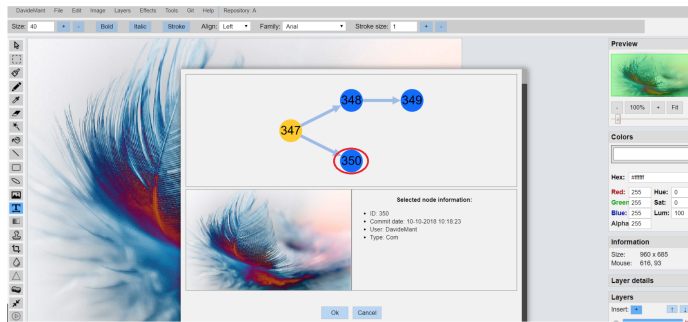 DavideMant File Edit Image Layers Effects Tools Git Help Repository: A
Size: 40 + - Bold Italic Stroke Align: Left Family: Arial Stroke size: 1 + -
Preview
- 100% + Fit
348 349
347
350
Colors
Hex: #ffffff
Red: 255 Hue: 0
Green 255 Sat: 0
Blue: 255 Lum: 100
Alpha 255
Selected node information:
ID: 350
Commit date: 10-10-2018 10:18:23
User: DavideMant
Type: Com
Information
Size: 960 x 685
Mouse: 616, 93
Layer details
Layers
Insert: + ↑ ↓
Ok Cancel
T